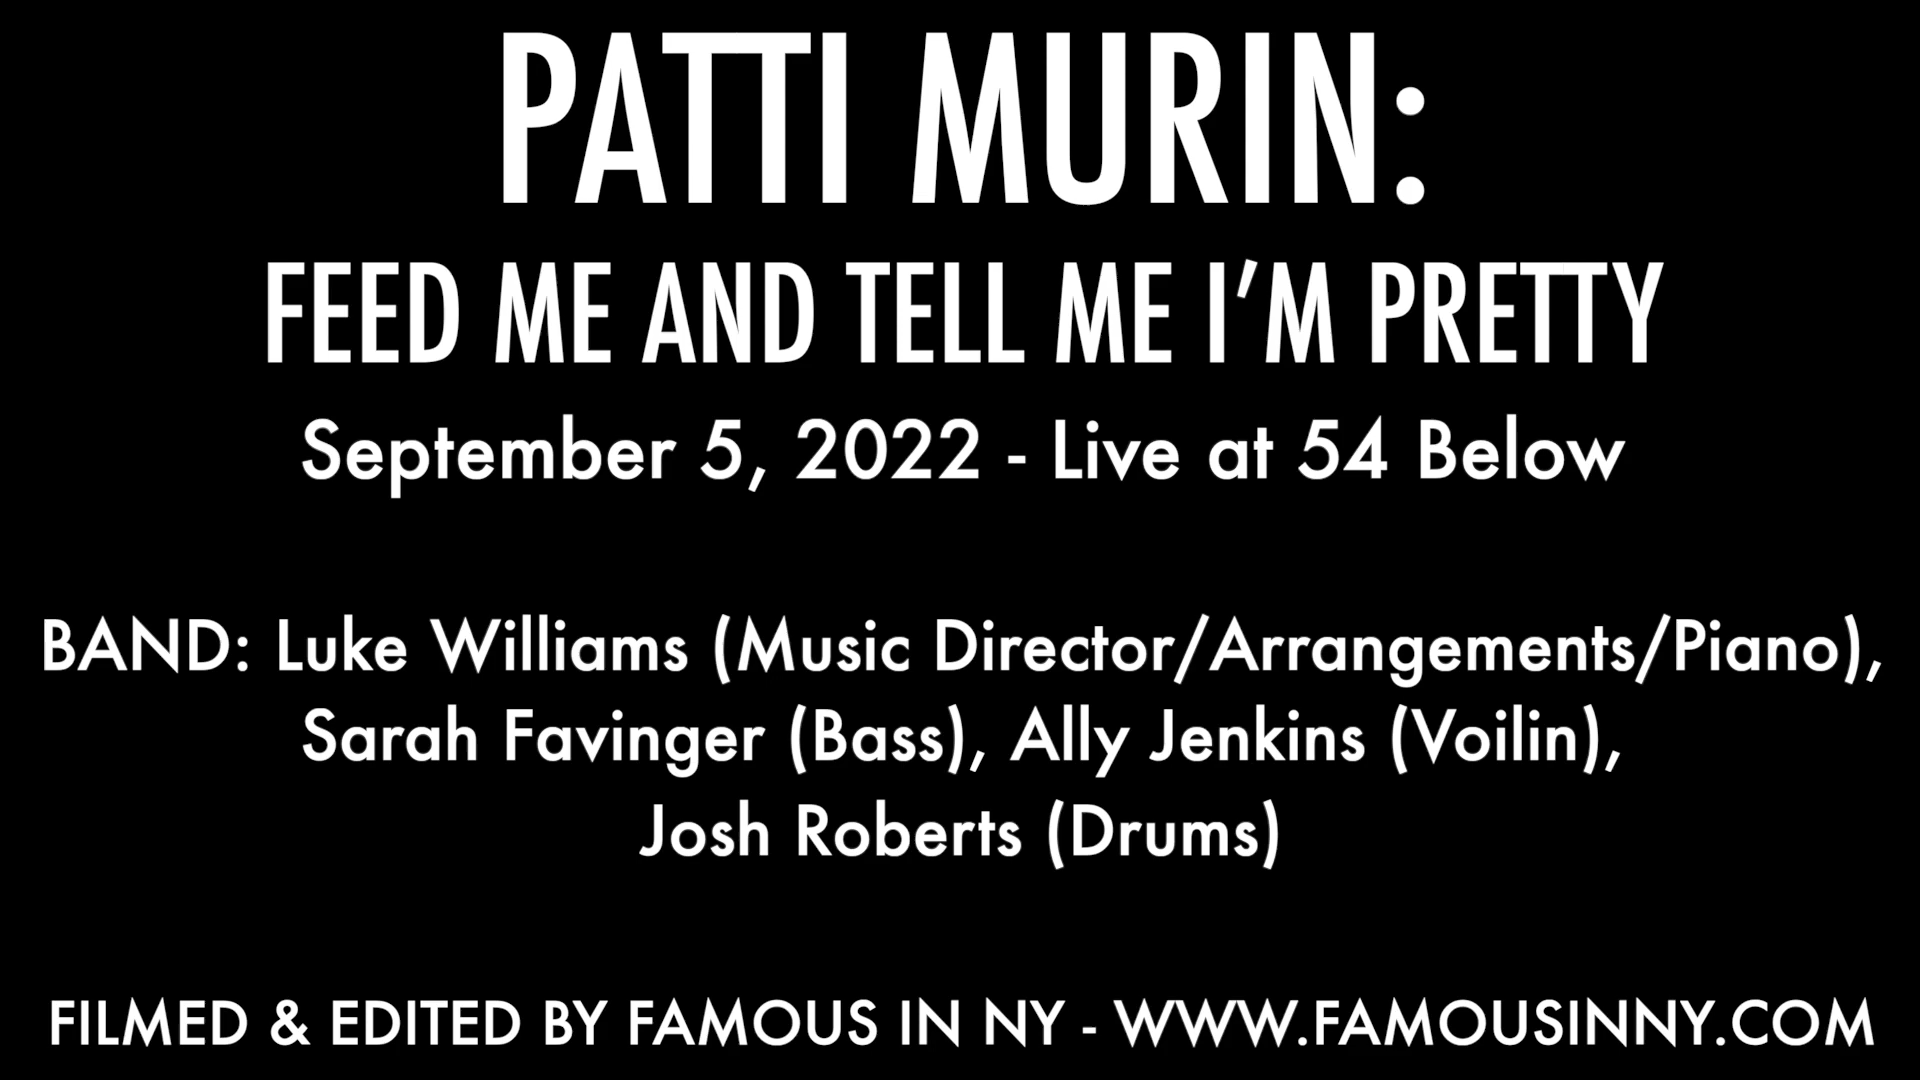 PATTI MURIN:
FEED ME AND TELL ME I'M PRETTY
September 5, 2022 - Live at 54 Below
BAND: Luke Williams (Music Director/Arrangements/Piano),
Sarah Favinger (Bass), Ally Jenkins (Voilin),
Josh Roberts (Drums)
FILMED & EDITED BY FAMOUS IN NY - WWW.FAMOUSINNY.COM